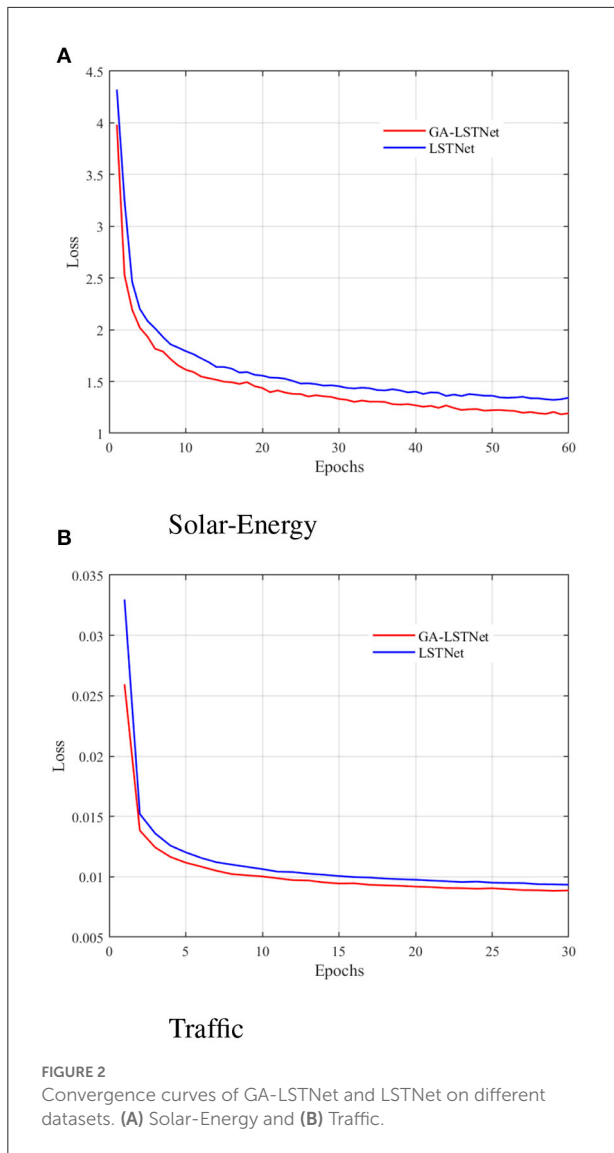 A
4.5
4
3.5
3
2.5
2
1.5
1
Loss
GA-LSTNet
LSTNet
0 10 20 30 40 50 60
Epochs
Solar-Energy
B
0.035
0.03
0.025
0.02
0.015
0.01
0.005
Loss
GA-LSTNet
LSTNet
0 5 10 15 20 25 30
Epochs
Traffic
FIGURE 2
Convergence curves of GA-LSTNet and LSTNet on different
datasets. (A) Solar-Energy and (B) Traffic.